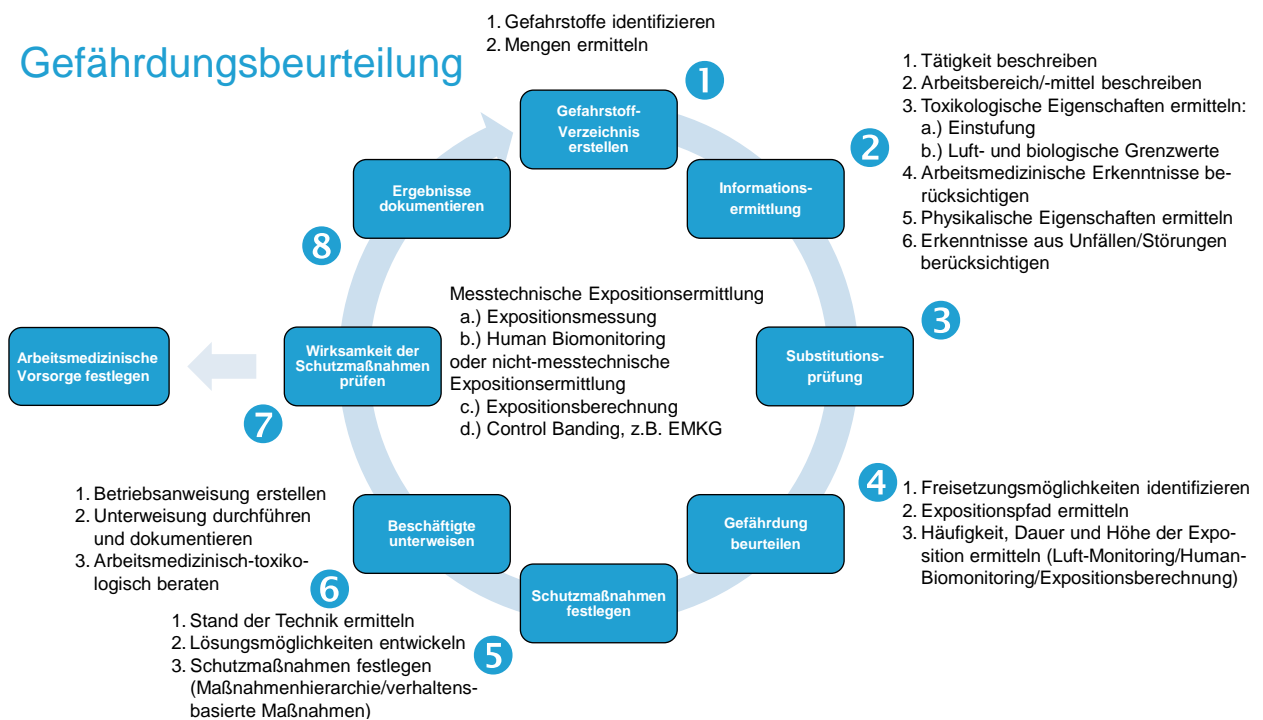 Gefährdungsbeurteilung
1. Gefahrstoffe identifizieren
2. Mengen ermitteln
1
Gefahrstoff-
Verzeichnis
erstellen
2
1. Tätigkeit beschreiben
2. Arbeitsbereich/-mittel beschreiben
3. Toxikologische Eigenschaften ermitteln:
a.) Einstufung
b.) Luft- und biologische Grenzwerte
4. Arbeitsmedizinische Erkenntnisse be-
rücksichtigen
5. Physikalische Eigenschaften ermitteln
6. Erkenntnisse aus Unfällen/Störungen
berücksichtigen
Informations-
ermittlung
3
Substitutions-
prüfung
4
1. Freisetzungsmöglichkeiten identifizieren
2. Expositionspfad ermitteln
3. Häufigkeit, Dauer und Höhe der Expo-
sition ermitteln (Luft-Monitoring/Human-
Biomonitoring/Expositionsberechnung)
Gefährdung
beurteilen
Schutzmaßnahmen
festlegen
5
1. Stand der Technik ermitteln
2. Lösungsmöglichkeiten entwickeln
3. Schutzmaßnahmen festlegen
(Maßnahmenhierarchie/verhaltens-
basierte Maßnahmen)
Beschäftigte
unterweisen
6
1. Betriebsanweisung erstellen
2. Unterweisung durchführen
und dokumentieren
3. Arbeitsmedizinisch-toxiko-
logisch beraten
7
Wirksamkeit der
Schutzmaßnahmen
prüfen
Arbeitsmedizinische
Vorsorge festlegen
8
Ergebnisse
dokumentieren
Messtechnische Expositionsermittlung
a.) Expositionsmessung
b.) Human Biomonitoring
oder nicht-messtechnische
Expositionsermittlung
c.) Expositionsberechnung
d.) Control Banding, z.B. EMKG